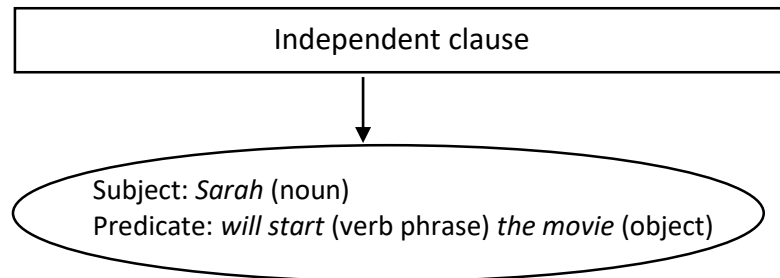 Independent clause
Subject: Sarah (noun)
Predicate: will start (verb phrase) the movie (object)